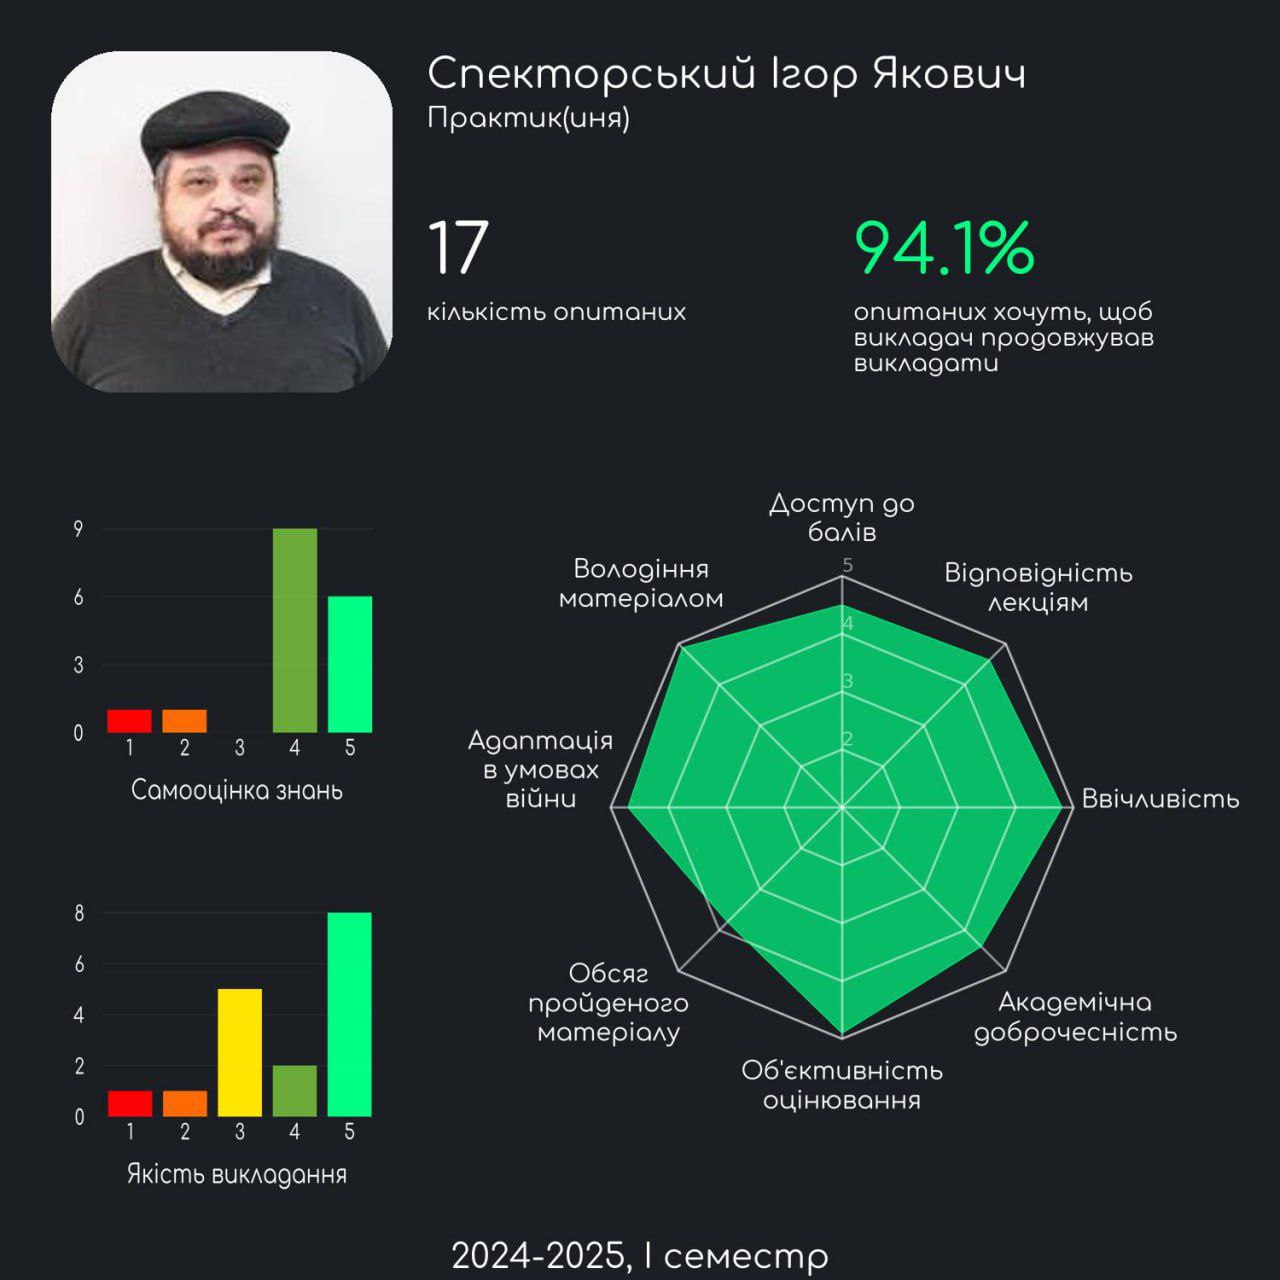 Спекторський Ігор Якович
Практик(иня)
17
кількість опитаних
94.1%
опитаних хочуть, щоб
викладач продовжував
викладати
9
6
3
0
1 2 3 4 5
Самооцінка знань
8
6
4
2
0
1 2 3 4 5
Якість викладання
Доступ до
балів
Відповідність
лекціям
Ввічливість
Академічна
доброчесність
Об'єктивність
оцінювання
Обсяг
пройденого
матеріалу
Адаптація
в умовах
війни
Володіння
матеріалом
5
4
3
2
2024-2025, I семестр